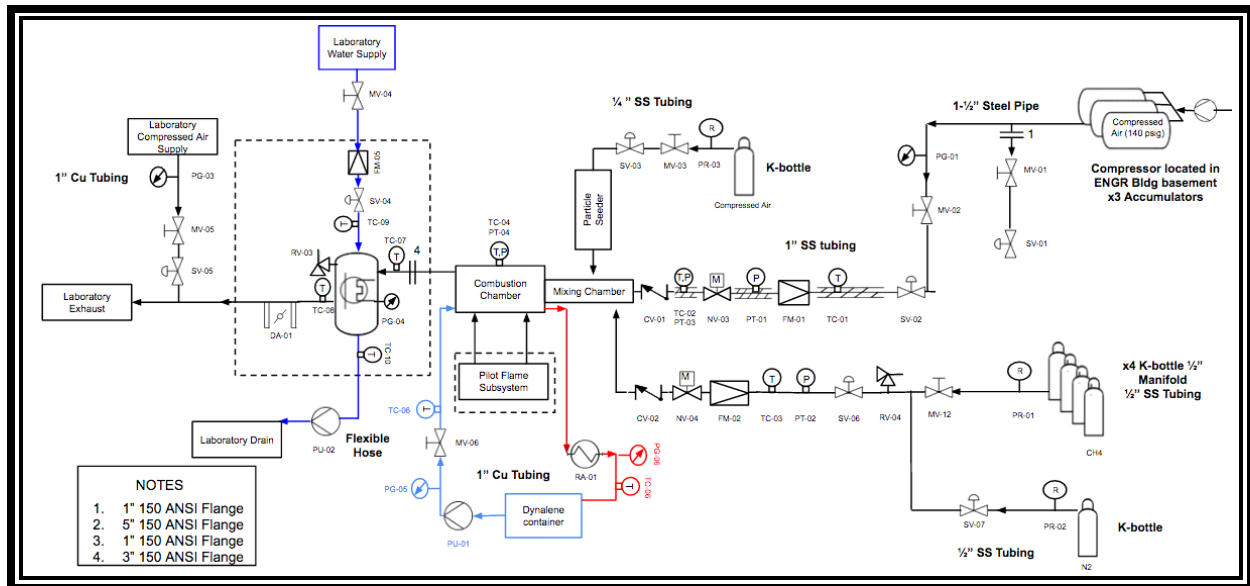 Laboratory
Water Supply
MV-04
Laboratory
Compressed Air
Supply
1” Cu Tubing
PG-03
MV-05
SV-05
Laboratory
Exhaust
DA-01
FM-05
SV-04
T
TC-09
RV-03
TC-07
T
4
T
TC-08
PG-04
T
TC-10
PU-02
Laboratory Drain
Flexible
Hose
TC-04
PT-04
T,P
Combustion
Chamber
Mixing Chamber
Pilot Flame
Subsystem
Particle
Seeder
¼ ” SS Tubing
SV-03
MV-03
R
PR-03
K-bottle
Compressed Air
1-½” Steel Pipe
1
PG-01
MV-01
MV-02
SV-01
Compressed
Air (140 psig)
Compressor located in
ENGR Bldg basement
x3 Accumulators
1” SS tubing
CV-01
T,P
TC-02
PT-03
M
NV-03
P
PT-01
FM-01
T
TC-01
SV-02
CV-02
M
NV-04
FM-02
T
TC-03
P
PT-02
SV-06
RV-04
MV-12
R
PR-01
CH4
x4 K-bottle ½”
Manifold
½” SS Tubing
SV-07
R
PR-02
K-bottle
N2
½” SS Tubing
TC-06
T
MV-06
PG-05
PU-01
1” Cu Tubing
RA-01
PG-06
T
TC-06
Dynalene
container
NOTES
1. 1” 150 ANSI Flange
2. 5” 150 ANSI Flange
3. 1” 150 ANSI Flange
4. 3” 150 ANSI Flange